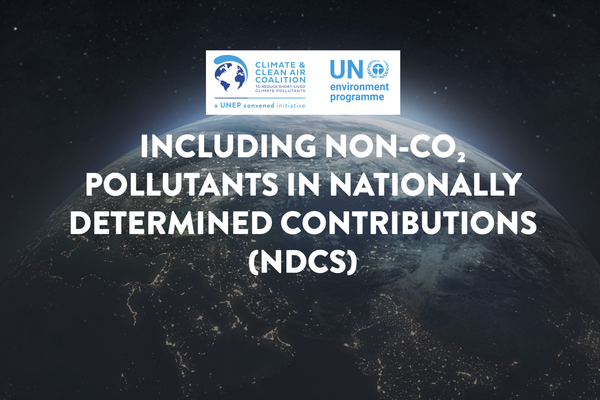 CLIMATE &
CLEAN AIR
COALITION
TO REDUCE SHORT-LIVED
CLIMATE POLLUTANTS
a UNEP convened initiative
UN
environment
programme
INCLUDING NON-CO₂
POLLUTANTS IN NATIONALLY
DETERMINED CONTRIBUTIONS
(NDCS)